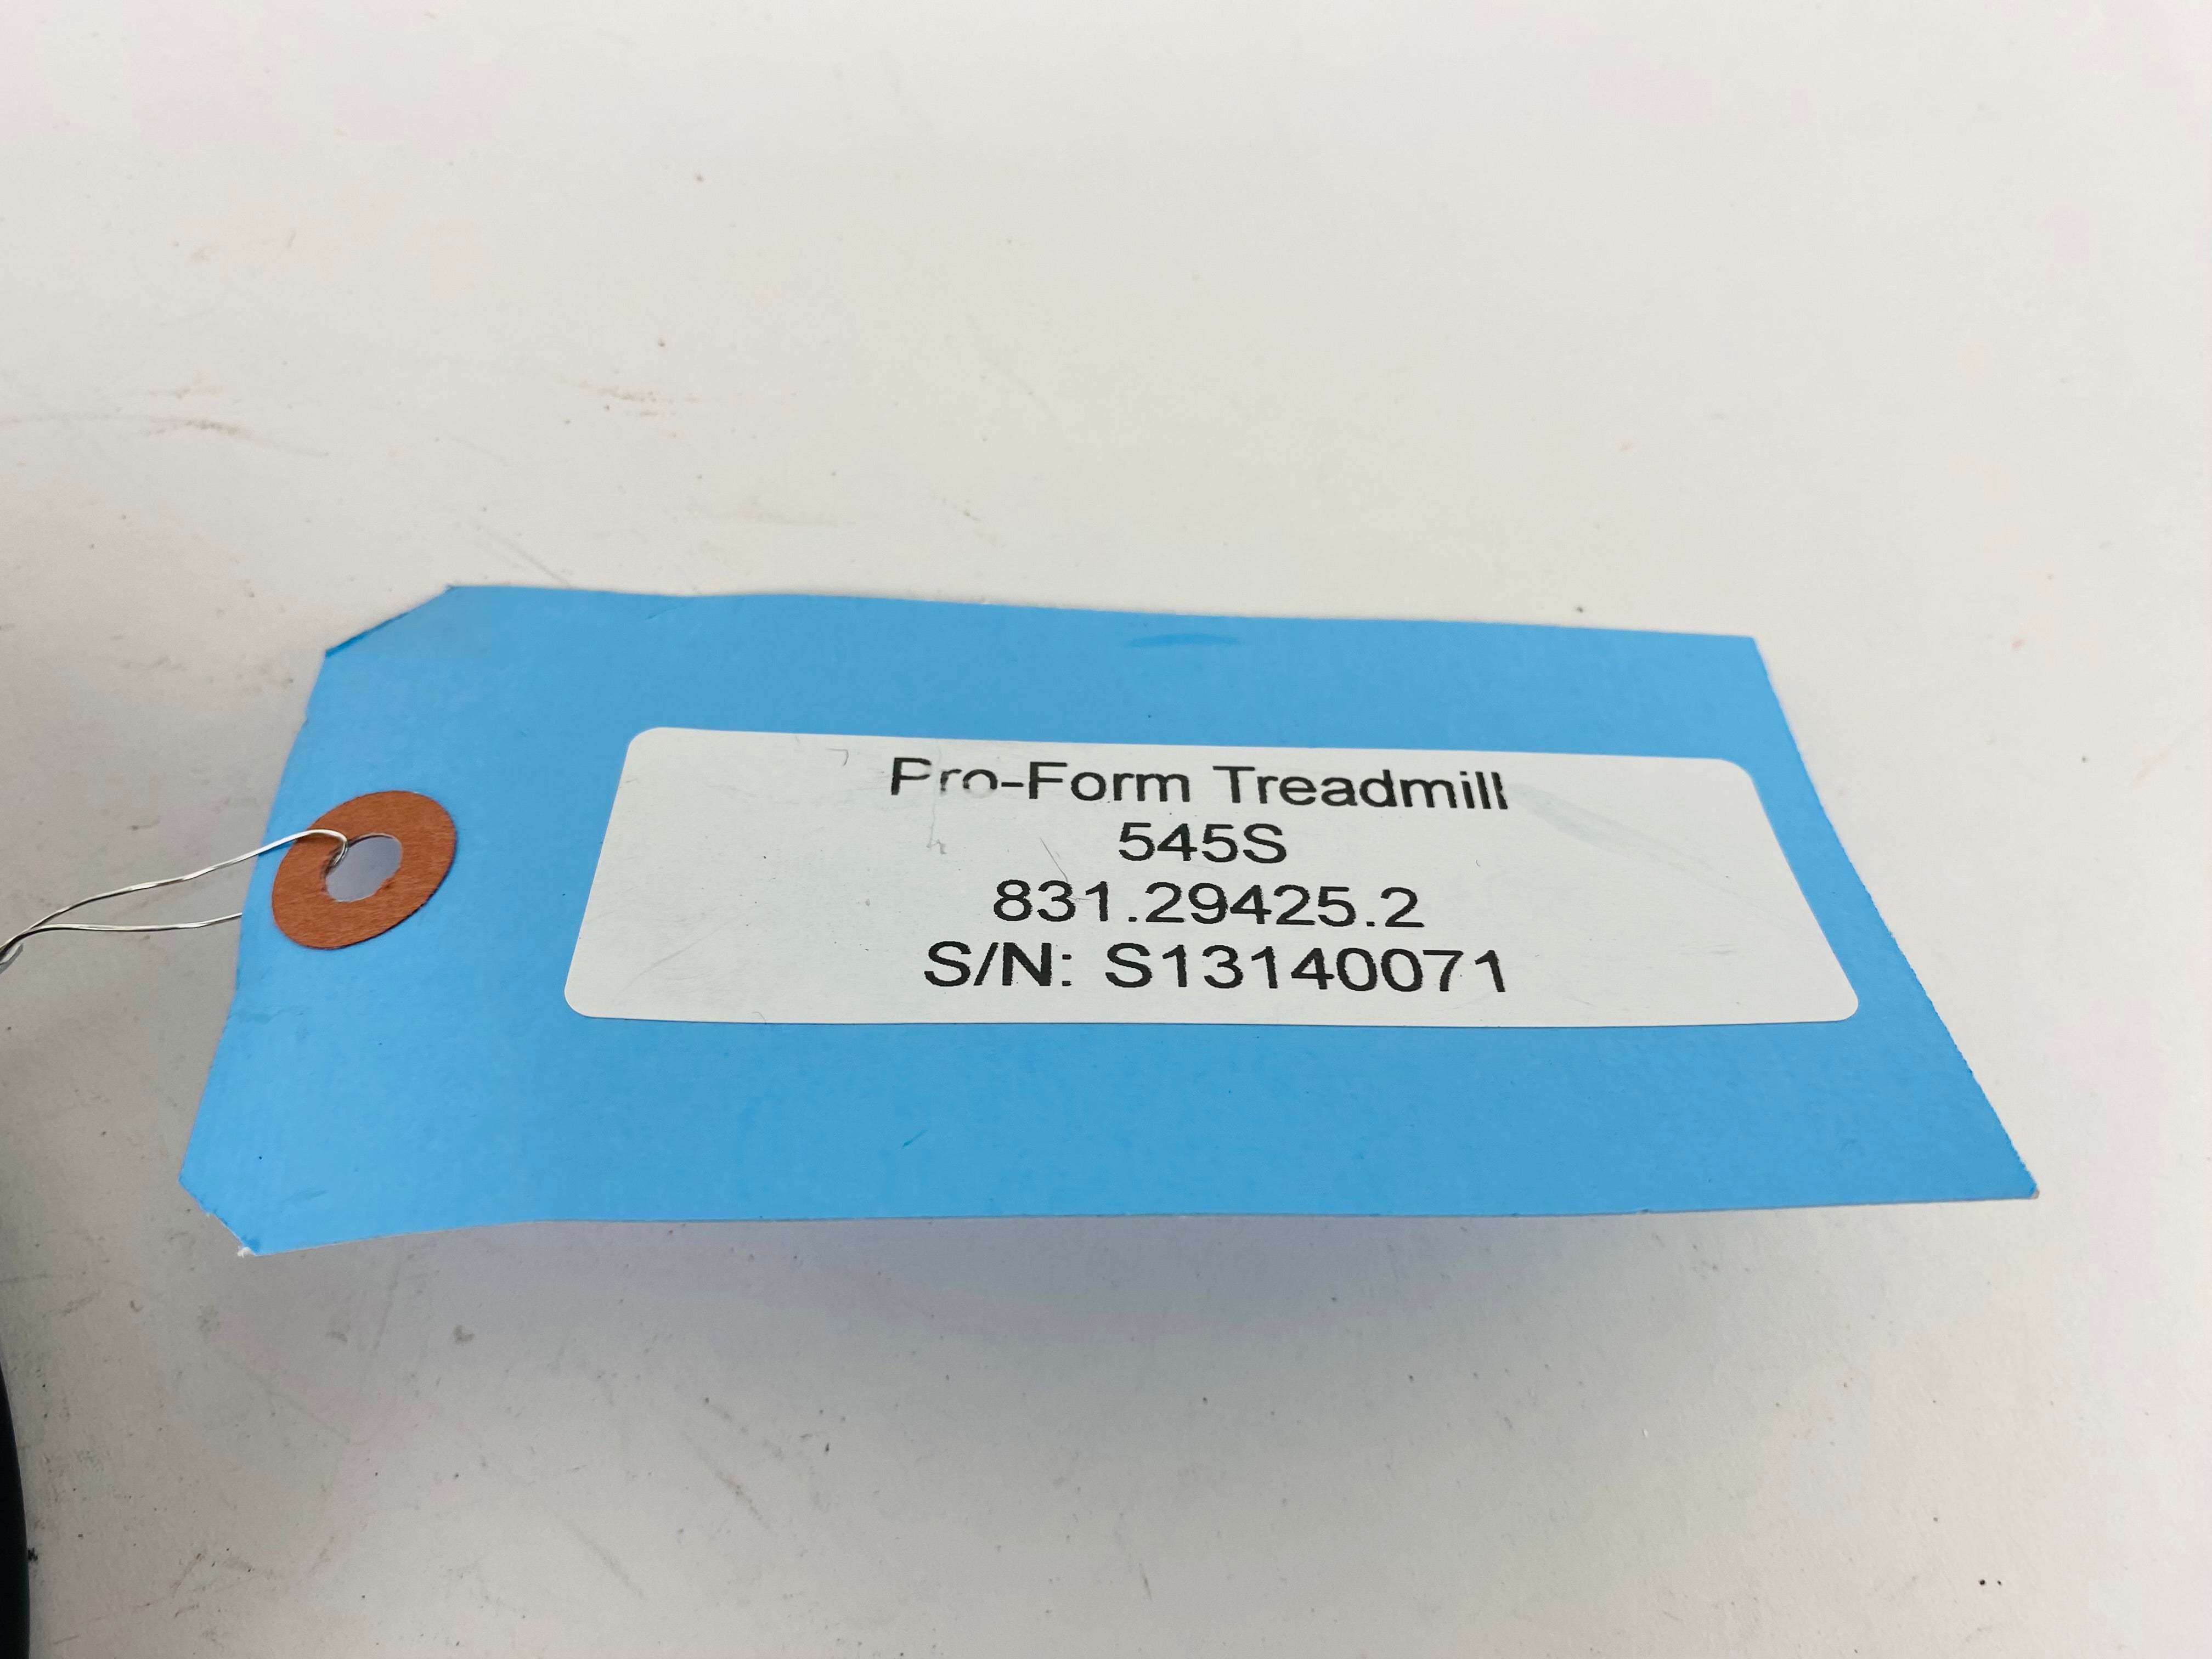 Pro-Form Treadmill
545S
831.29425.2
S/N: S13140071